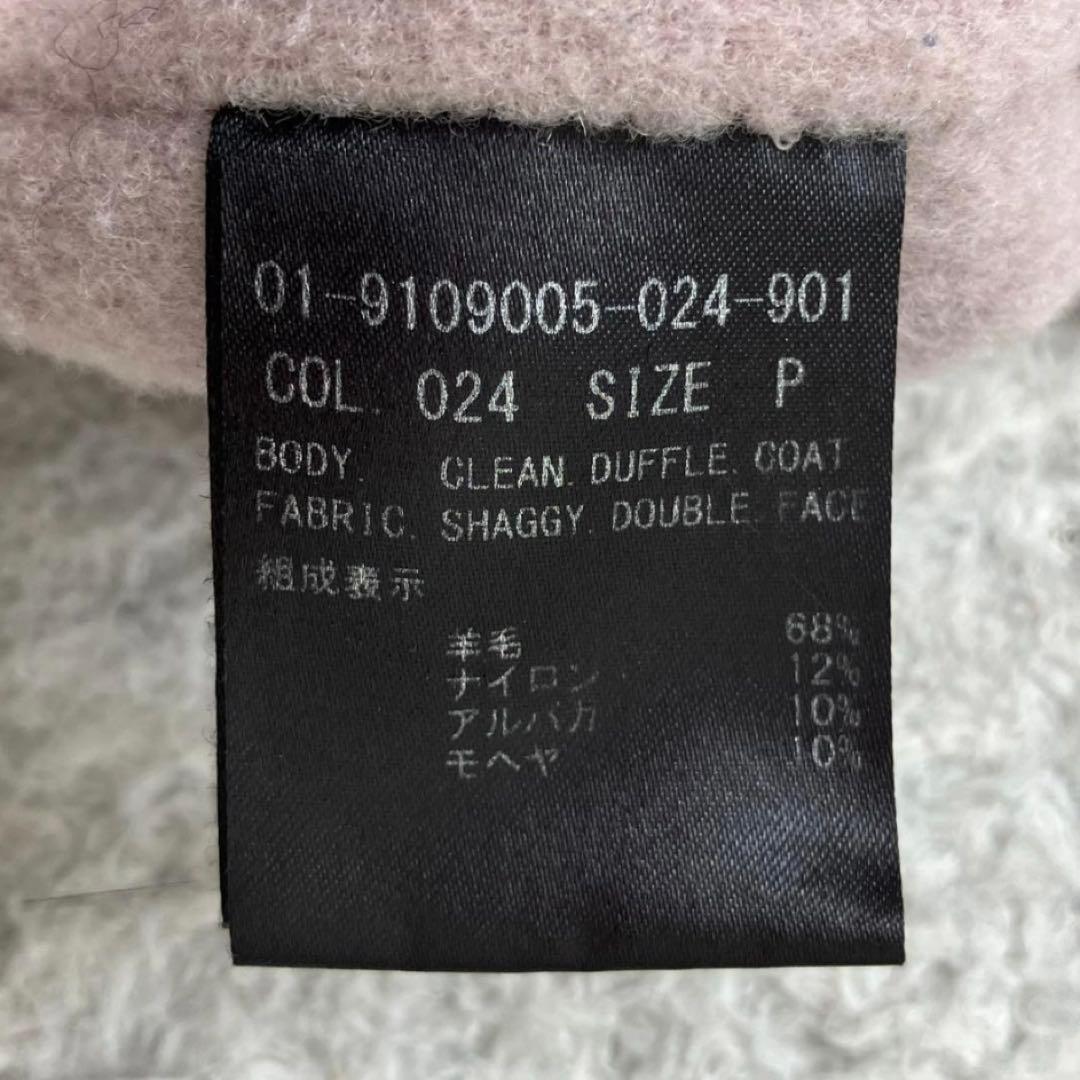 01-9109005-024-901
COL. 024 SIZE P
BODY. CLEAN. DUFFLE. COAT
FABRIC. SHAGGY. DOUBLE. FACE
組成表示
羊毛 68%
ナイロン 12%
アルパカ 10%
モヘヤ 10%